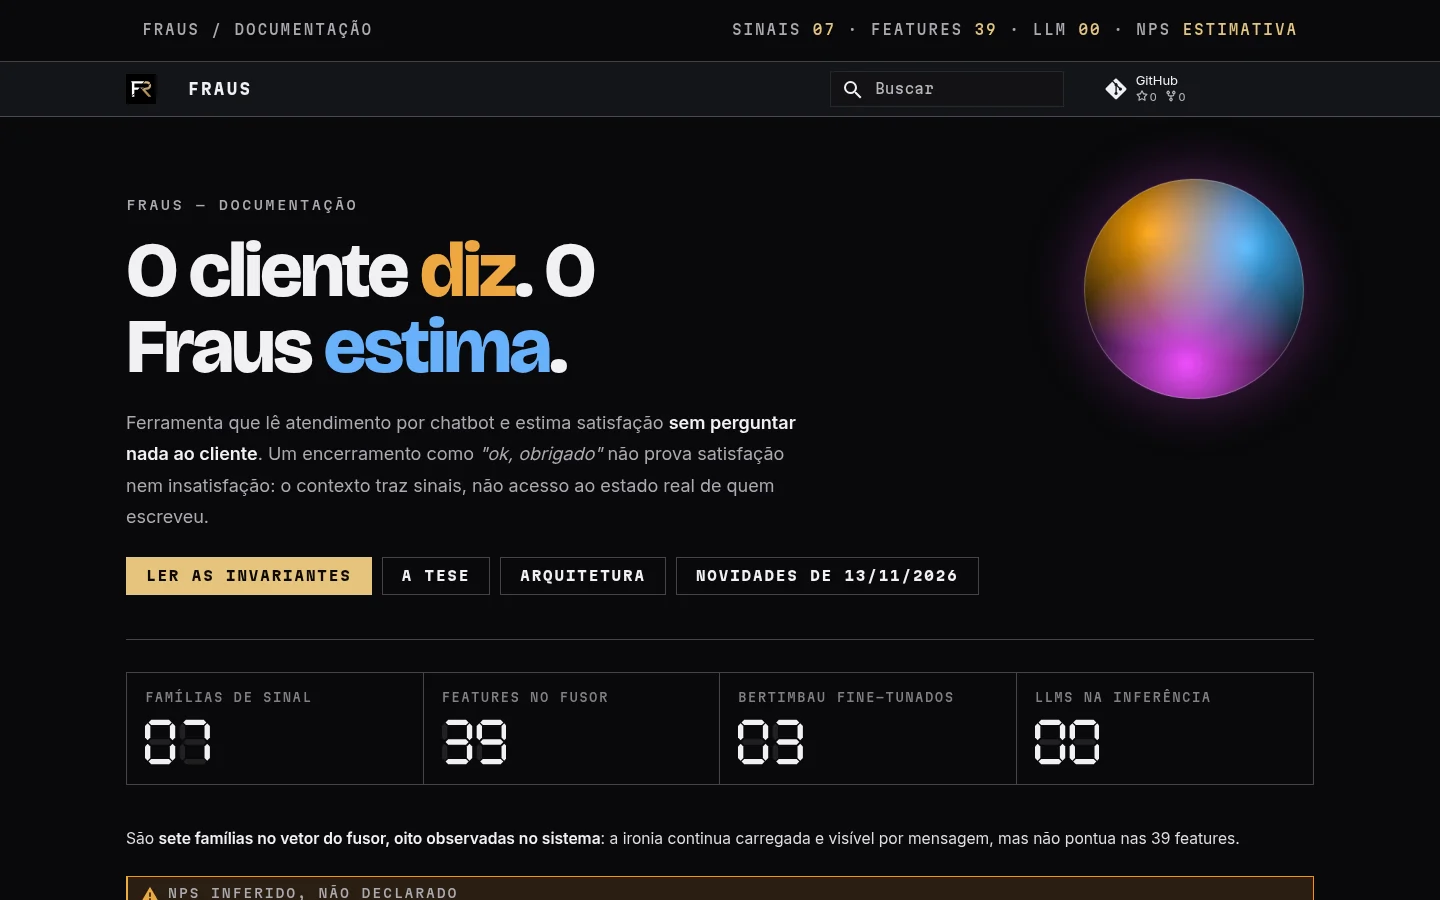 FRAUS / DOCUMENTAÇÃO
SINAIS 07 · FEATURES 39 · LLM 00 · NPS ESTIMATIVA
FR
FRAUS
Buscar
GitHub
0 0
FRAUS — DOCUMENTAÇÃO
O cliente diz. O
Fraus estima.
Ferramenta que lê atendimento por chatbot e estima satisfação sem perguntar
nada ao cliente. Um encerramento como "ok, obrigado" não prova satisfação
nem insatisfação: o contexto traz sinais, não acesso ao estado real de quem
escreveu.
LER AS INVARIANTES
A TESE
ARQUITETURA
NOVIDADES DE 13/11/2026
FAMÍLIAS DE SINAL
07
FEATURES NO FUSOR
39
BERTIMBAU FINE-TUNADOS
03
LLMS NA INFERÊNCIA
00
São sete famílias no vetor do fusor, oito observadas no sistema: a ironia continua carregada e visível por mensagem, mas não pontua nas 39 features.
NPS INFERIDO, NÃO DECLARADO